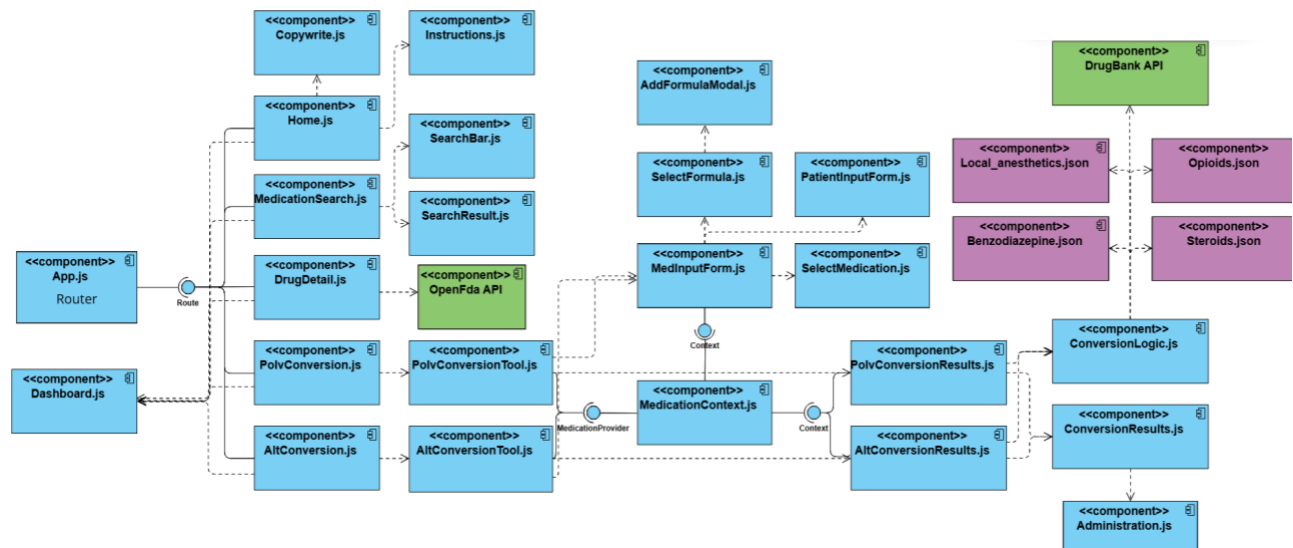 <<component>>
Copywrite.js
<<component>>
Instructions.js
<<component>>
DrugBank API
<<component>>
AddFormulaModal.js
<<component>>
Home.js
<<component>>
SearchBar.js
<<component>>
Local_anesthetics.json
<<component>>
Opioids.json
<<component>>
SelectFormula.js
<<component>>
PatientInputForm.js
<<component>>
MedicationSearch.js
<<component>>
SearchResult.js
<<component>>
Benzodiazepine.json
<<component>>
Steroids.json
<<component>>
App.js
Router
Route
<<component>>
DrugDetail.js
<<component>>
OpenFda API
<<component>>
MedInputForm.js
<<component>>
SelectMedication.js
Context
<<component>>
ConversionLogic.js
<<component>>
Dashboard.js
<<component>>
PolvConversion.js
<<component>>
PolvConversionTool.js
MedicationProvider
<<component>>
MedicationContext.js
Context
<<component>>
PolvConversionResults.js
<<component>>
ConversionResults.js
<<component>>
AltConversion.js
<<component>>
AltConversionTool.js
<<component>>
AltConversionResults.js
<<component>>
Administration.js